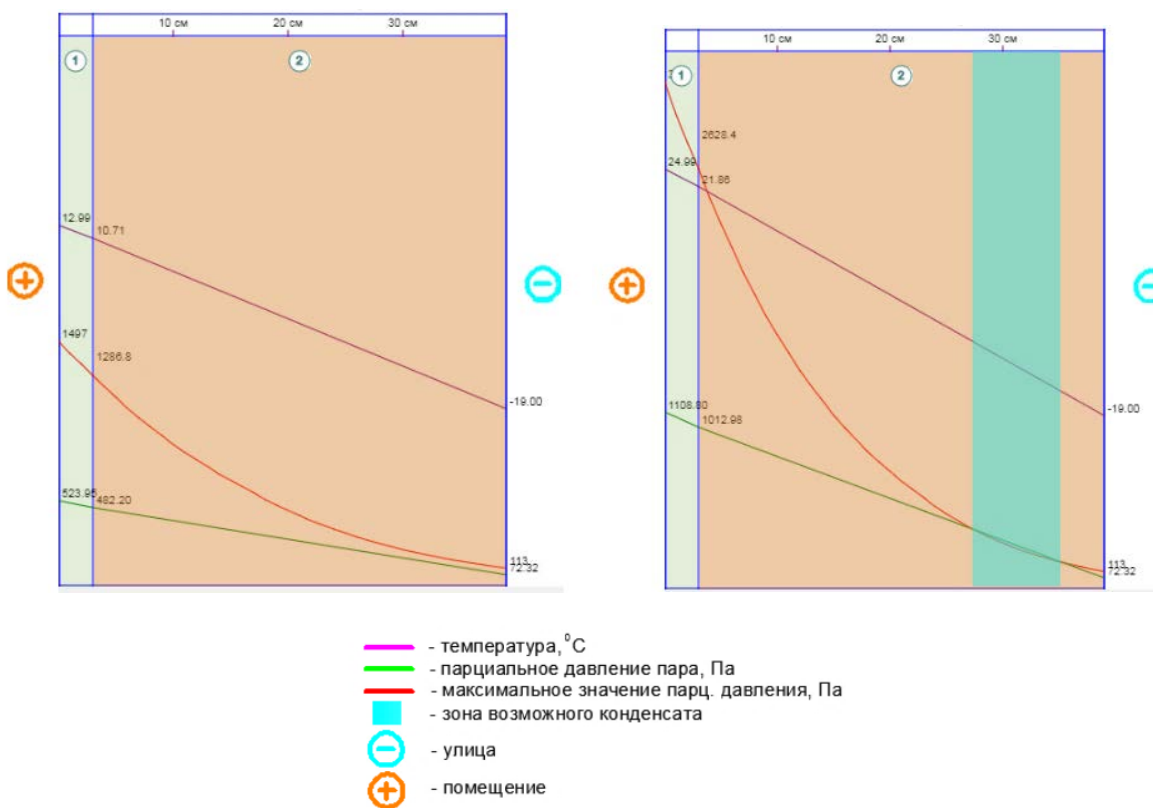 10 см 20 см 30 см
1 2
12.99
10.71
1497
1286.8
-19.00
523.95
482.20
113
72.32
10 см 20 см 30 см
1 2
2628.4
24.99
21.86
1108.80
1012.98
-19.00
113
72.32
- температура, ⁰C
- парциальное давление пара, Па
- максимальное значение парц. давления, Па
- зона возможного конденсата
- улица
- помещение